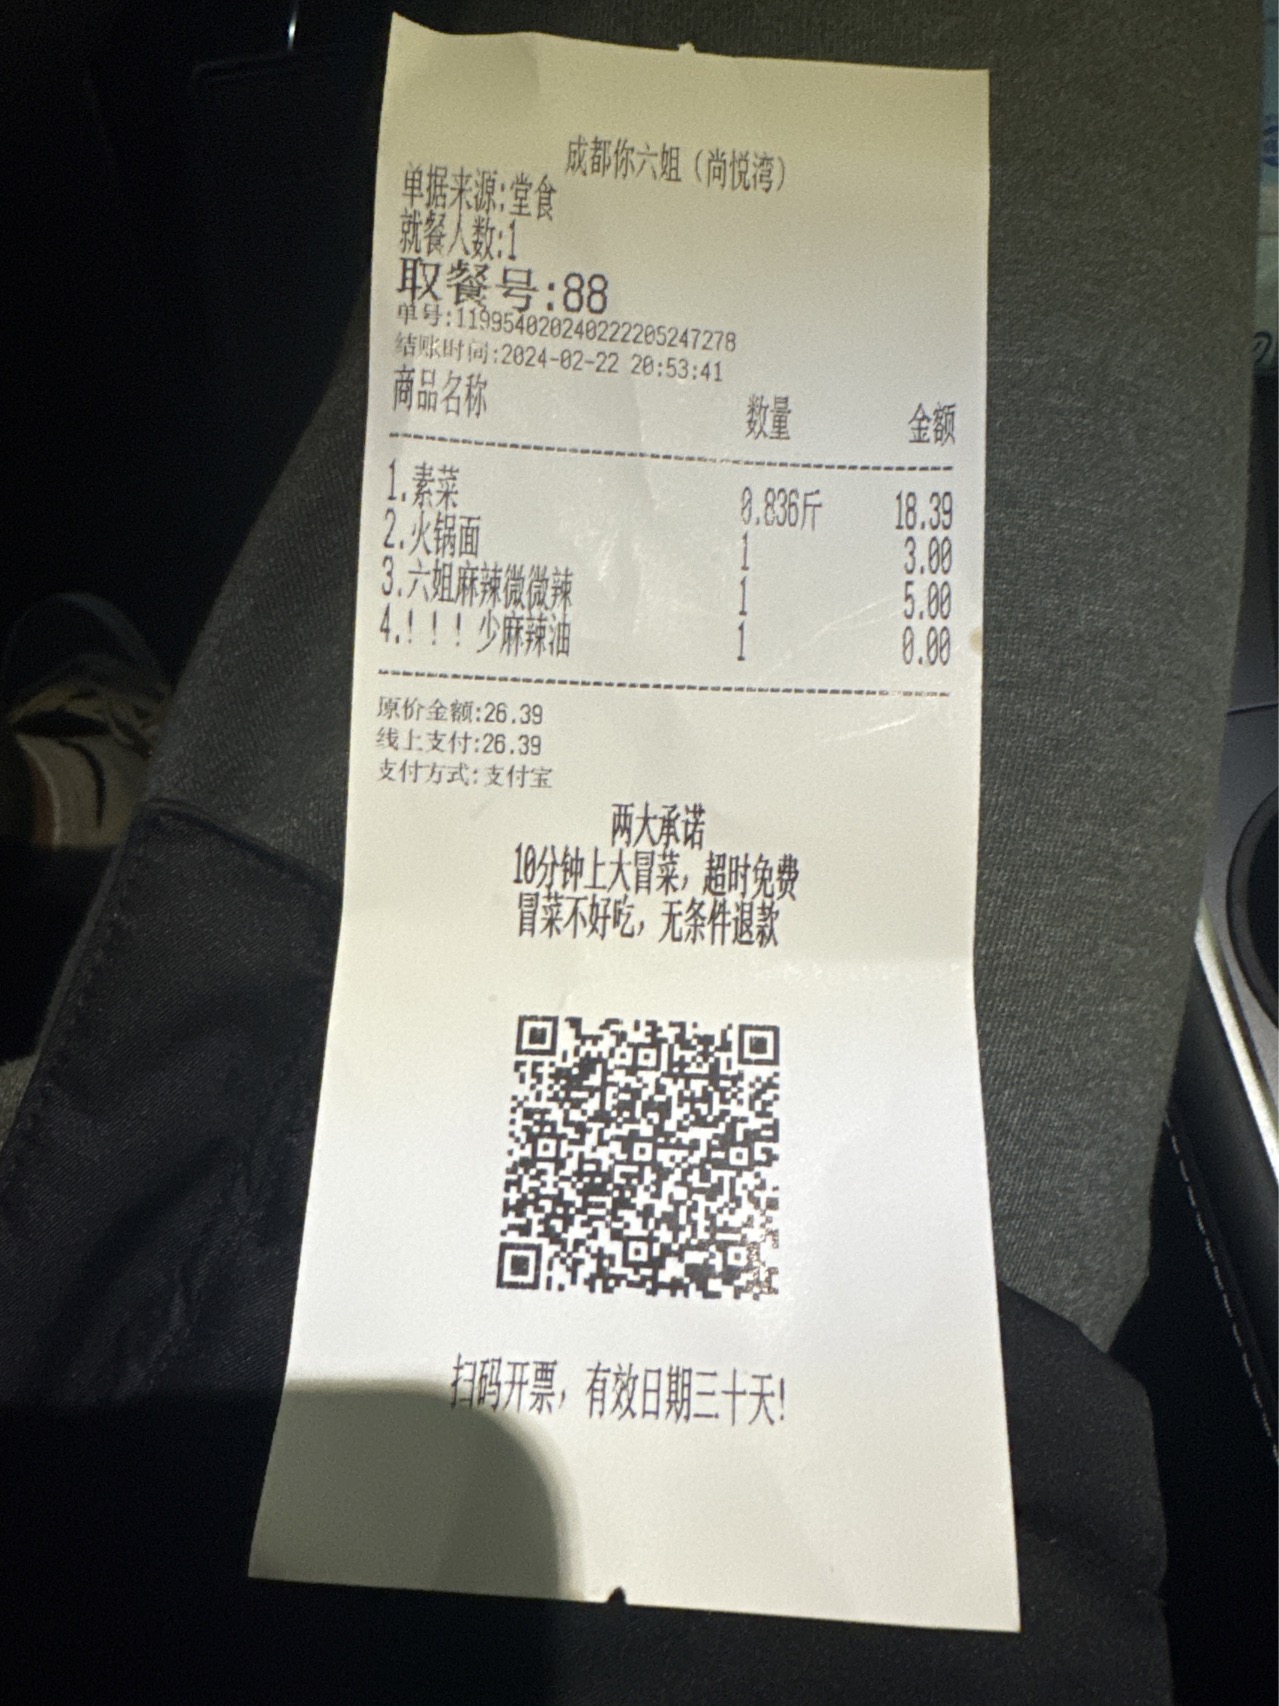 成都你六姐（尚悦湾）
单据来源:堂食
就餐人数:1
取餐号:88
单号:119954020240222205247278
结账时间:2024-02-22 20:53:41
商品名称 数量 金额
1.素菜 0.836斤 18.39
2.火锅面 1 3.00
3.六姐麻辣微微辣 1 5.00
4.！！！少麻辣油 1 0.00
原价金额:26.39
线上支付:26.39
支付方式:支付宝
两大承诺
10分钟上大冒菜，超时免费
冒菜不好吃，无条件退款
扫码开票，有效日期三十天!